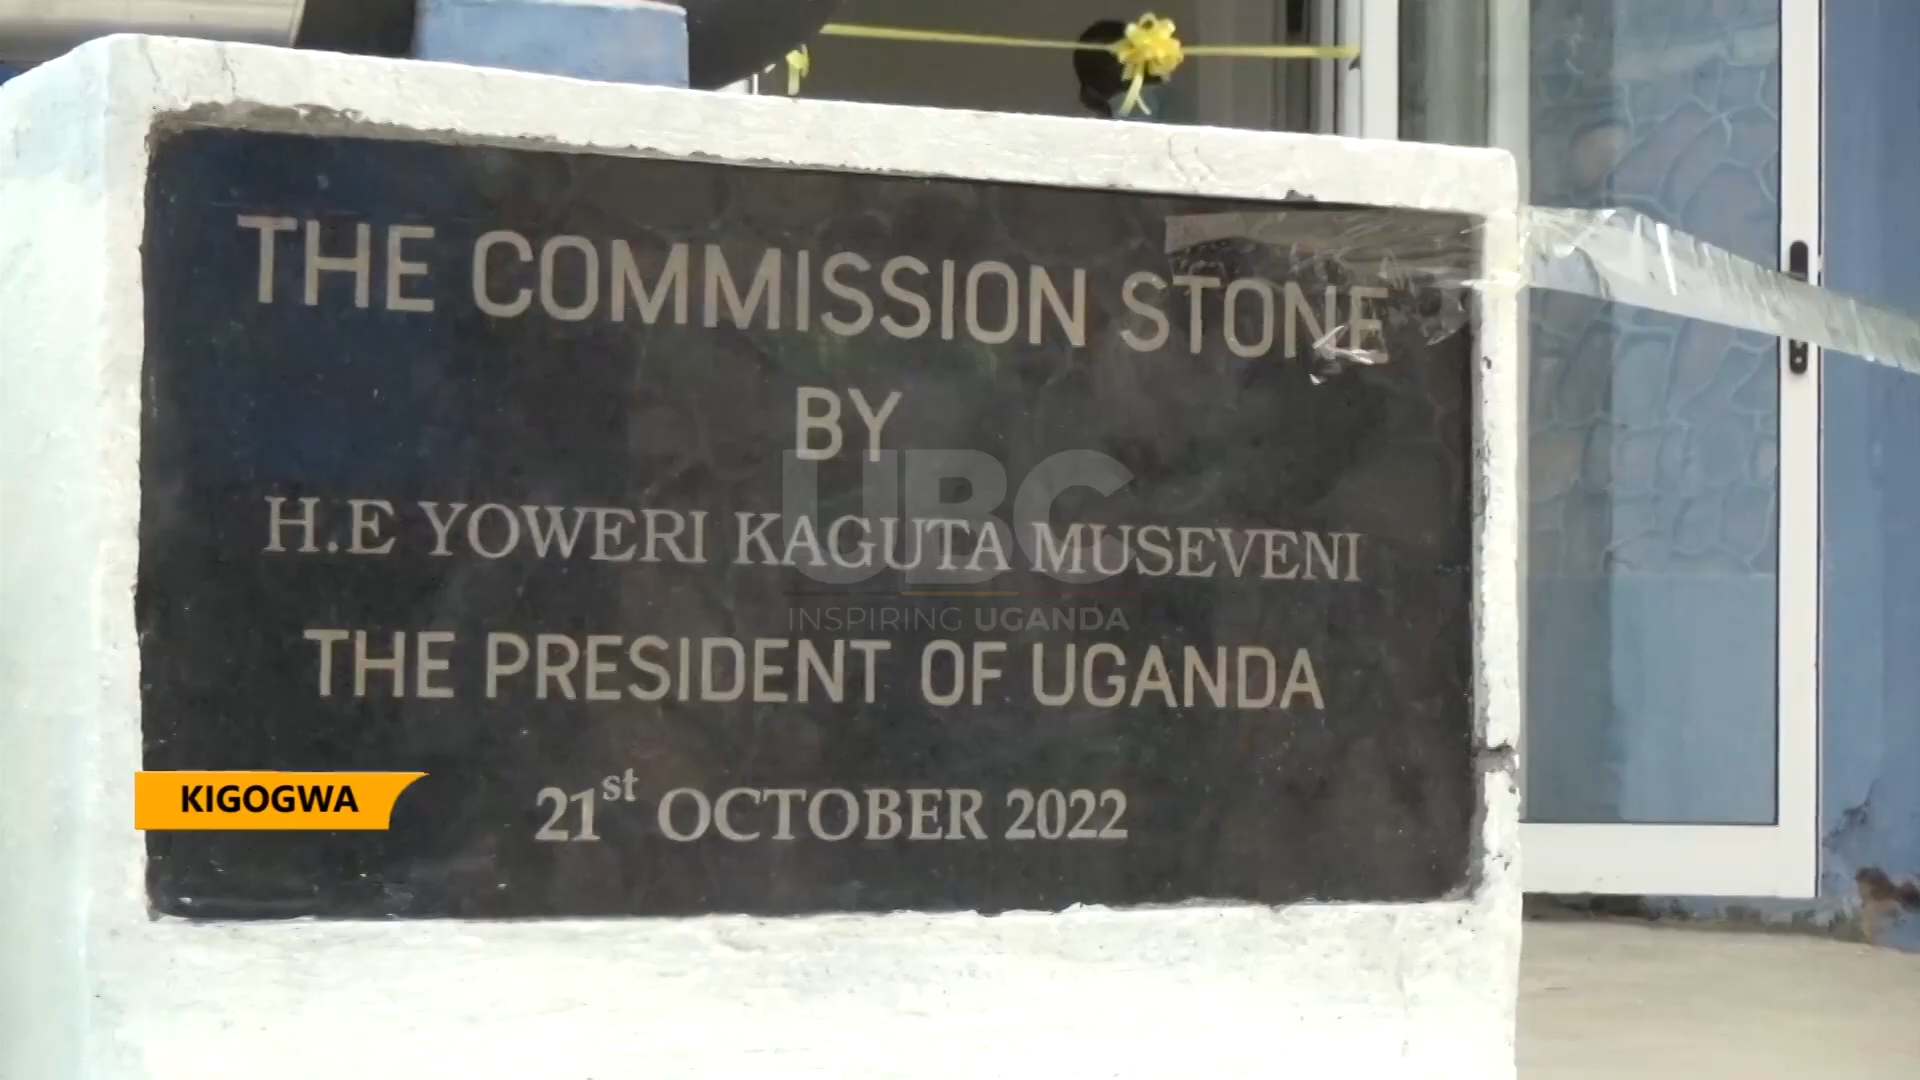 THE COMMISSION STONE
BY
H.E YOWERI KAGUTA MUSEVENI
UBC
INSPIRING UGANDA
THE PRESIDENT OF UGANDA
KIGOGWA
21st OCTOBER 2022